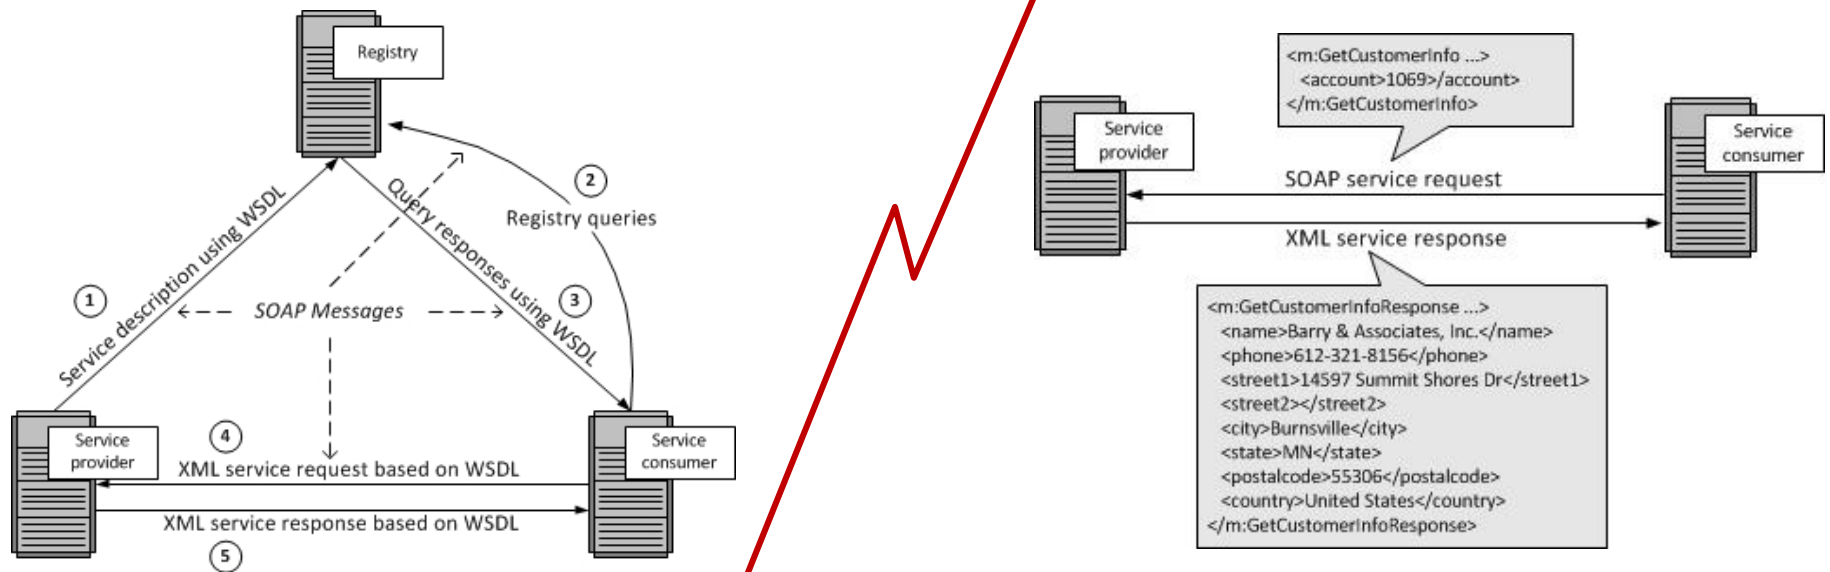 Registry
2
Registry queries
Query responses using WSDL
3
1
Service description using WSDL
SOAP Messages
Service
provider
4
XML service request based on WSDL
Service
consumer
XML service response based on WSDL
5
<m:GetCustomerInfo ...>
<account>1069>/account>
</m:GetCustomerInfo>
Service
provider
SOAP service request
XML service response
Service
consumer
<m:GetCustomerInfoResponse ...>
<name>Barry & Associates, Inc.</name>
<phone>612-321-8156</phone>
<street1>14597 Summit Shores Dr</street1>
<street2></street2>
<city>Burnsville</city>
<state>MN</state>
<postalcode>55306</postalcode>
<country>United States</country>
</m:GetCustomerInfoResponse>